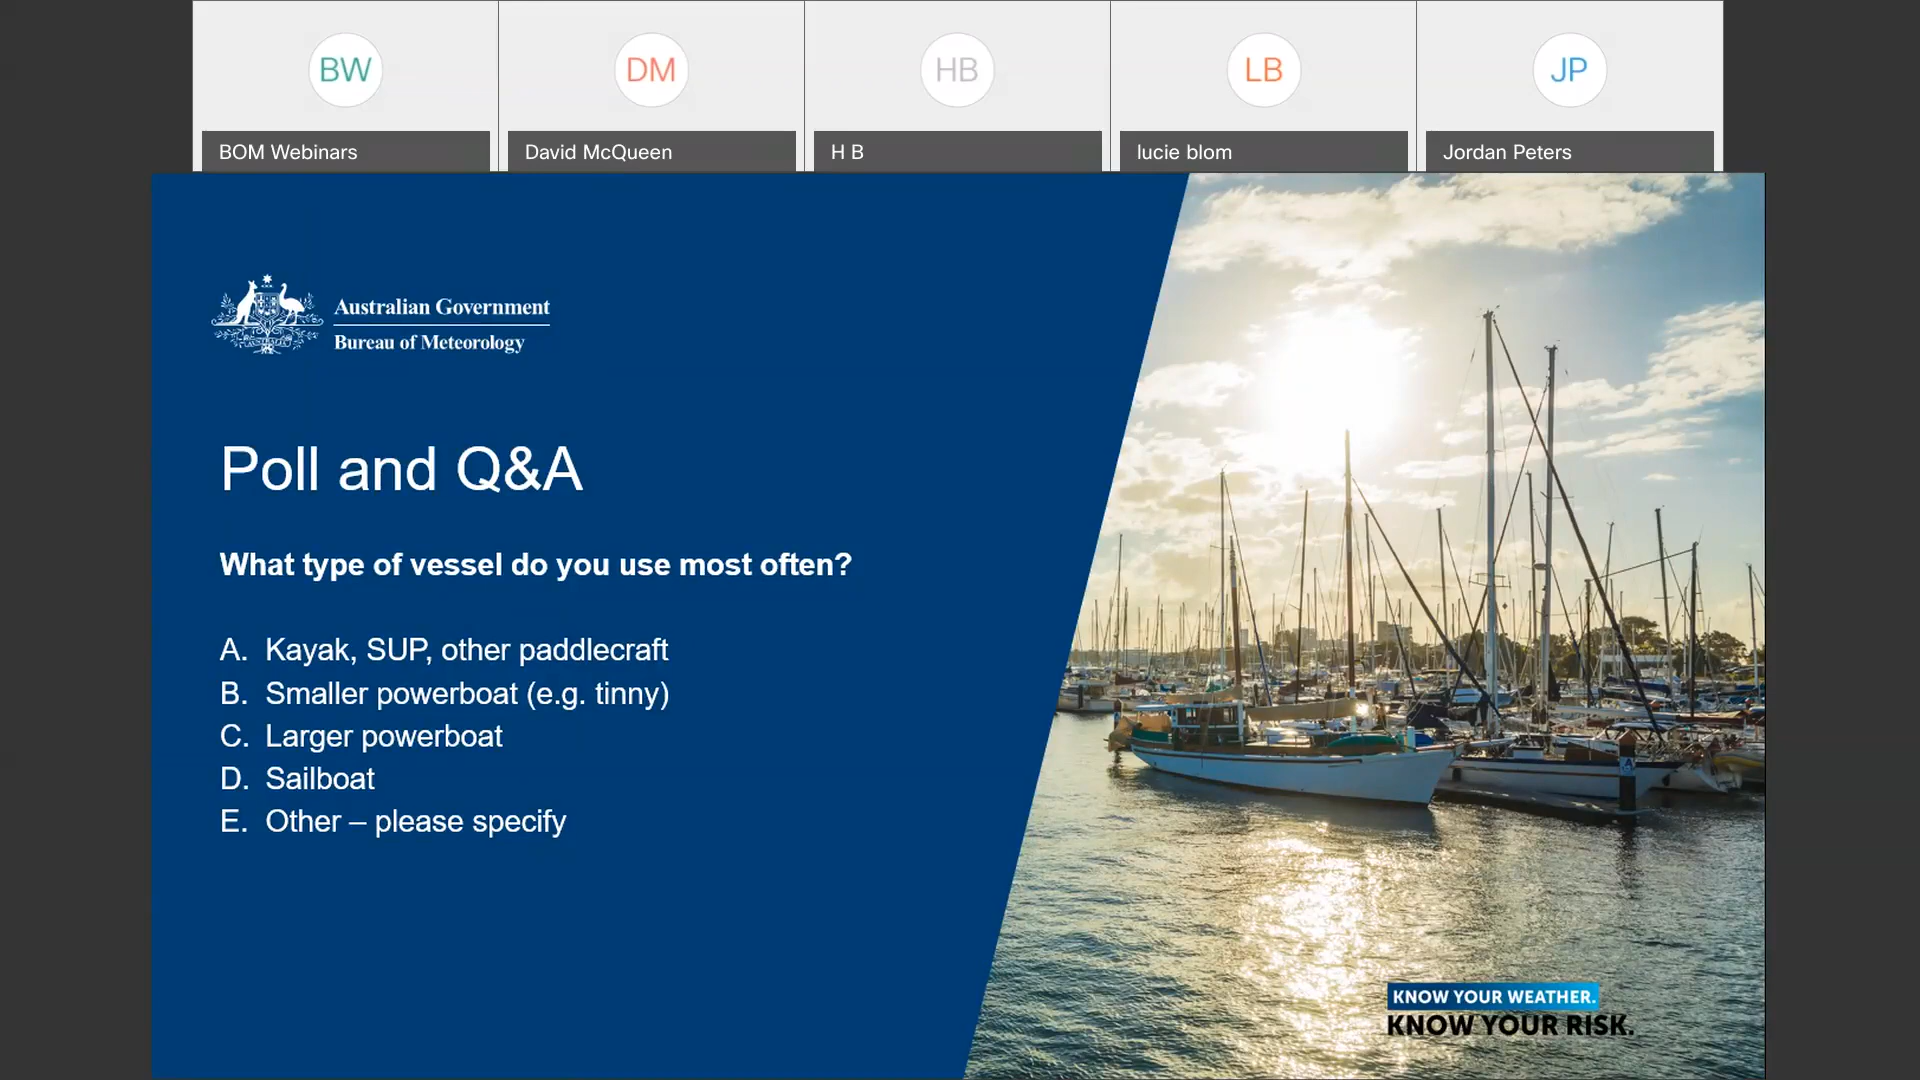 BW
DM
HB
LB
JP
BOM Webinars
David McQueen
H B
lucie blom
Jordan Peters
Australian Government
Bureau of Meteorology
Poll and Q&A
What type of vessel do you use most often?
A. Kayak, SUP, other paddlecraft
B. Smaller powerboat (e.g. tinny)
C. Larger powerboat
D. Sailboat
E. Other – please specify
A
KNOW YOUR WEATHER.
KNOW YOUR RISK.